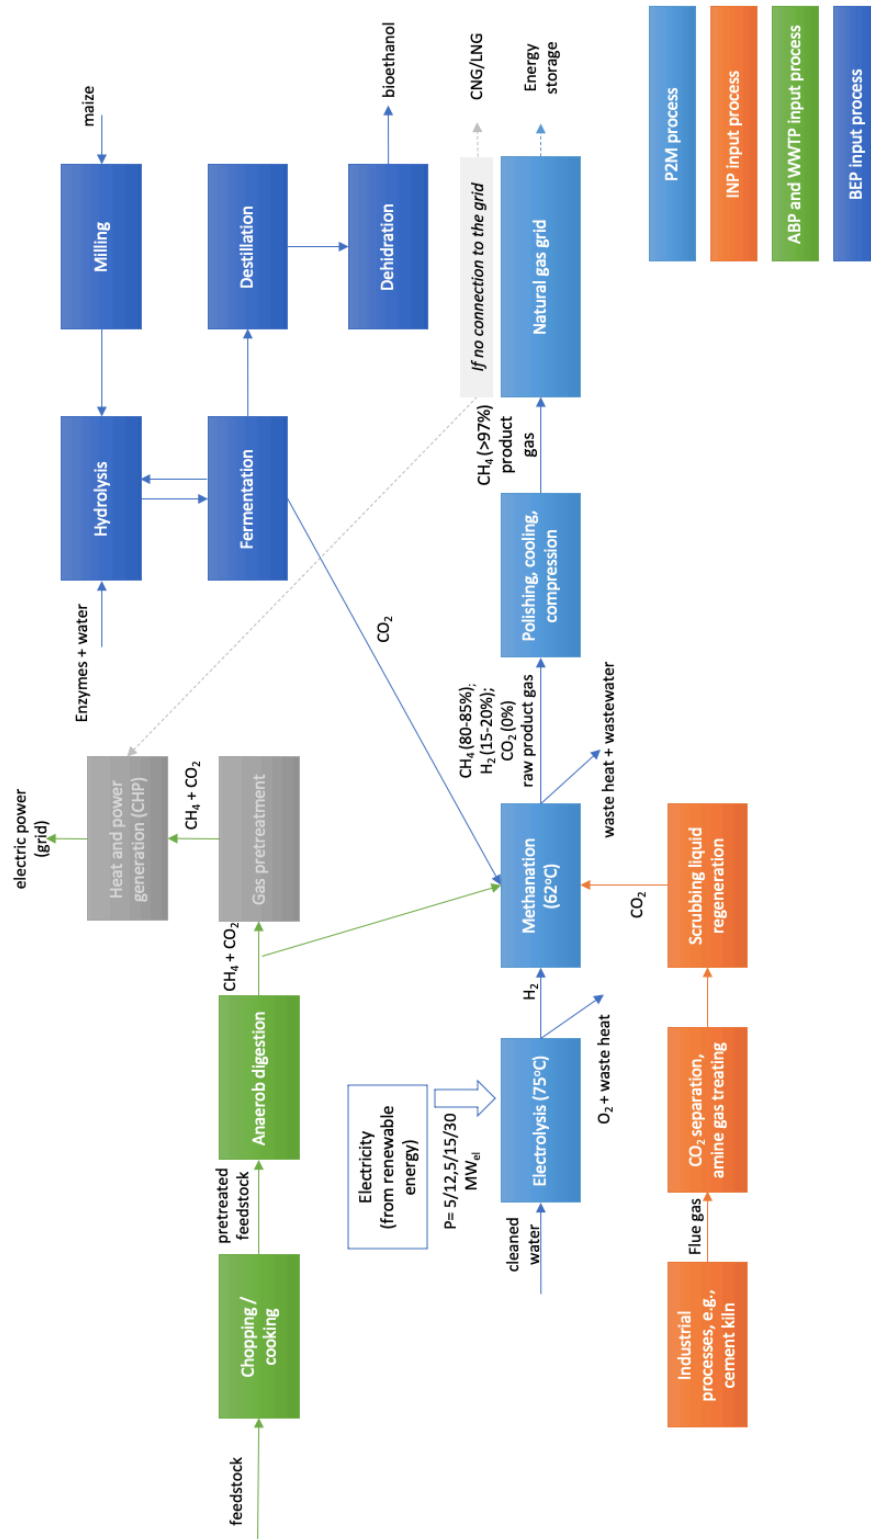 Enzymes + water
Hydrolysis
Milling
maize
electric power
(grid)
Heat and power
generation (CHP)
CH₄ + CO₂
feedstock
Chopping /
cooking
pretreated
feedstock
Anaerob digestion
CH₄ + CO₂
Gas pretreatment
Fermentation
Destillation
Dehidration
bioethanol
CO₂
Electricity
(from renewable
energy)
P= 5/12,5/15/30
MWₑₗ
If no connection to the grid
CNG/LNG
cleaned
water
Electrolysis (75°C)
H₂
Methanation
(62°C)
CH₄ (80-85%);
H₂ (15-20%);
CO₂ (0%)
raw product gas
Polishing, cooling,
compression
CH₄ (>97%)
product
gas
Natural gas grid
Energy
storage
O₂ + waste heat
waste heat + wastewater
Industrial
processes, e.g.,
cement kiln
Flue gas
CO₂ separation,
amine gas treating
Scrubbing liquid
regeneration
CO₂
P2M process
INP input process
ABP and WWTP input process
BEP input process